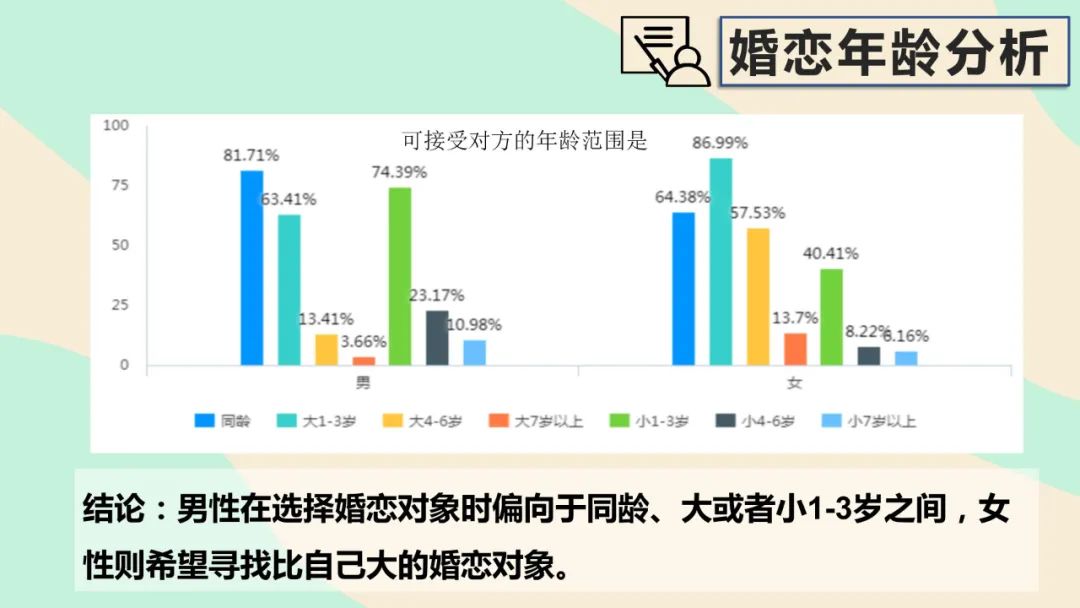 婚恋年龄分析
可接受对方的年龄范围是
100
75
50
25
0
81.71%
63.41%
13.41%
3.66%
74.39%
23.17%
10.98%
64.38%
86.99%
57.53%
13.7%
40.41%
8.22%
6.16%
男
女
同龄
大1-3岁
大4-6岁
大7岁以上
小1-3岁
小4-6岁
小7岁以上
结论：男性在选择婚恋对象时偏向于同龄、大或者小1-3岁之间，女
性则希望寻找比自己大的婚恋对象。